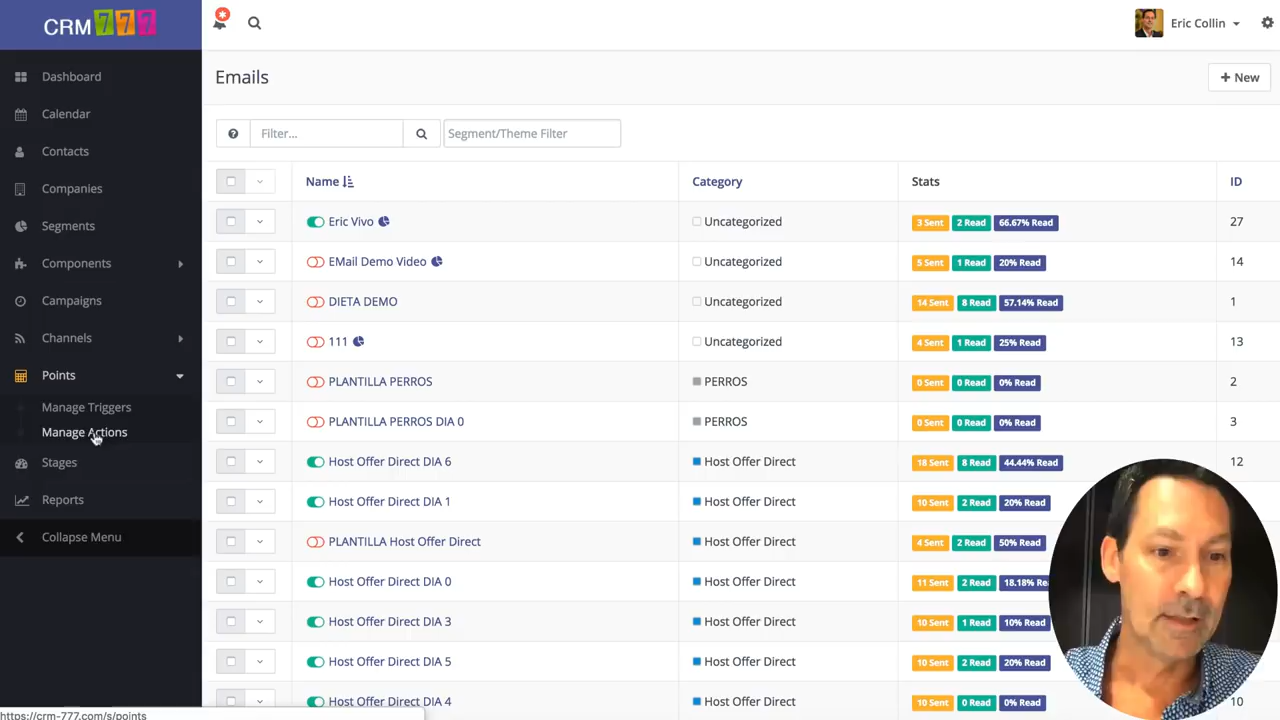 CRM777
Eric Collin
Dashboard
Calendar
Contacts
Companies
Segments
Components
Campaigns
Channels
Points
Manage Triggers
Manage Actions
Stages
Reports
Collapse Menu
Emails
+ New
Filter...
Segment/Theme Filter
Name Category Stats ID
Eric Vivo Uncategorized 3 Sent 2 Read 66.67% Read 27
EMail Demo Video Uncategorized 5 Sent 1 Read 20% Read 14
DIETA DEMO Uncategorized 14 Sent 8 Read 57.14% Read 1
111 Uncategorized 4 Sent 1 Read 25% Read 13
PLANTILLA PERROS PERROS 0 Sent 0 Read 0% Read 2
PLANTILLA PERROS DIA 0 PERROS 0 Sent 0 Read 0% Read 3
Host Offer Direct DIA 6 Host Offer Direct 18 Sent 8 Read 44.44% Read 12
Host Offer Direct DIA 1 Host Offer Direct 10 Sent 2 Read 20% Read
PLANTILLA Host Offer Direct Host Offer Direct 4 Sent 2 Read 50% Read
Host Offer Direct DIA 0 Host Offer Direct 11 Sent 2 Read 18.18% Re
Host Offer Direct DIA 3 Host Offer Direct 10 Sent 1 Read 10% Read
Host Offer Direct DIA 5 Host Offer Direct 10 Sent 2 Read 20% Read
Host Offer Direct DIA 4 Host Offer Direct 10 Sent 0 Read 0% Read 10
https://crm-777.com/s/points